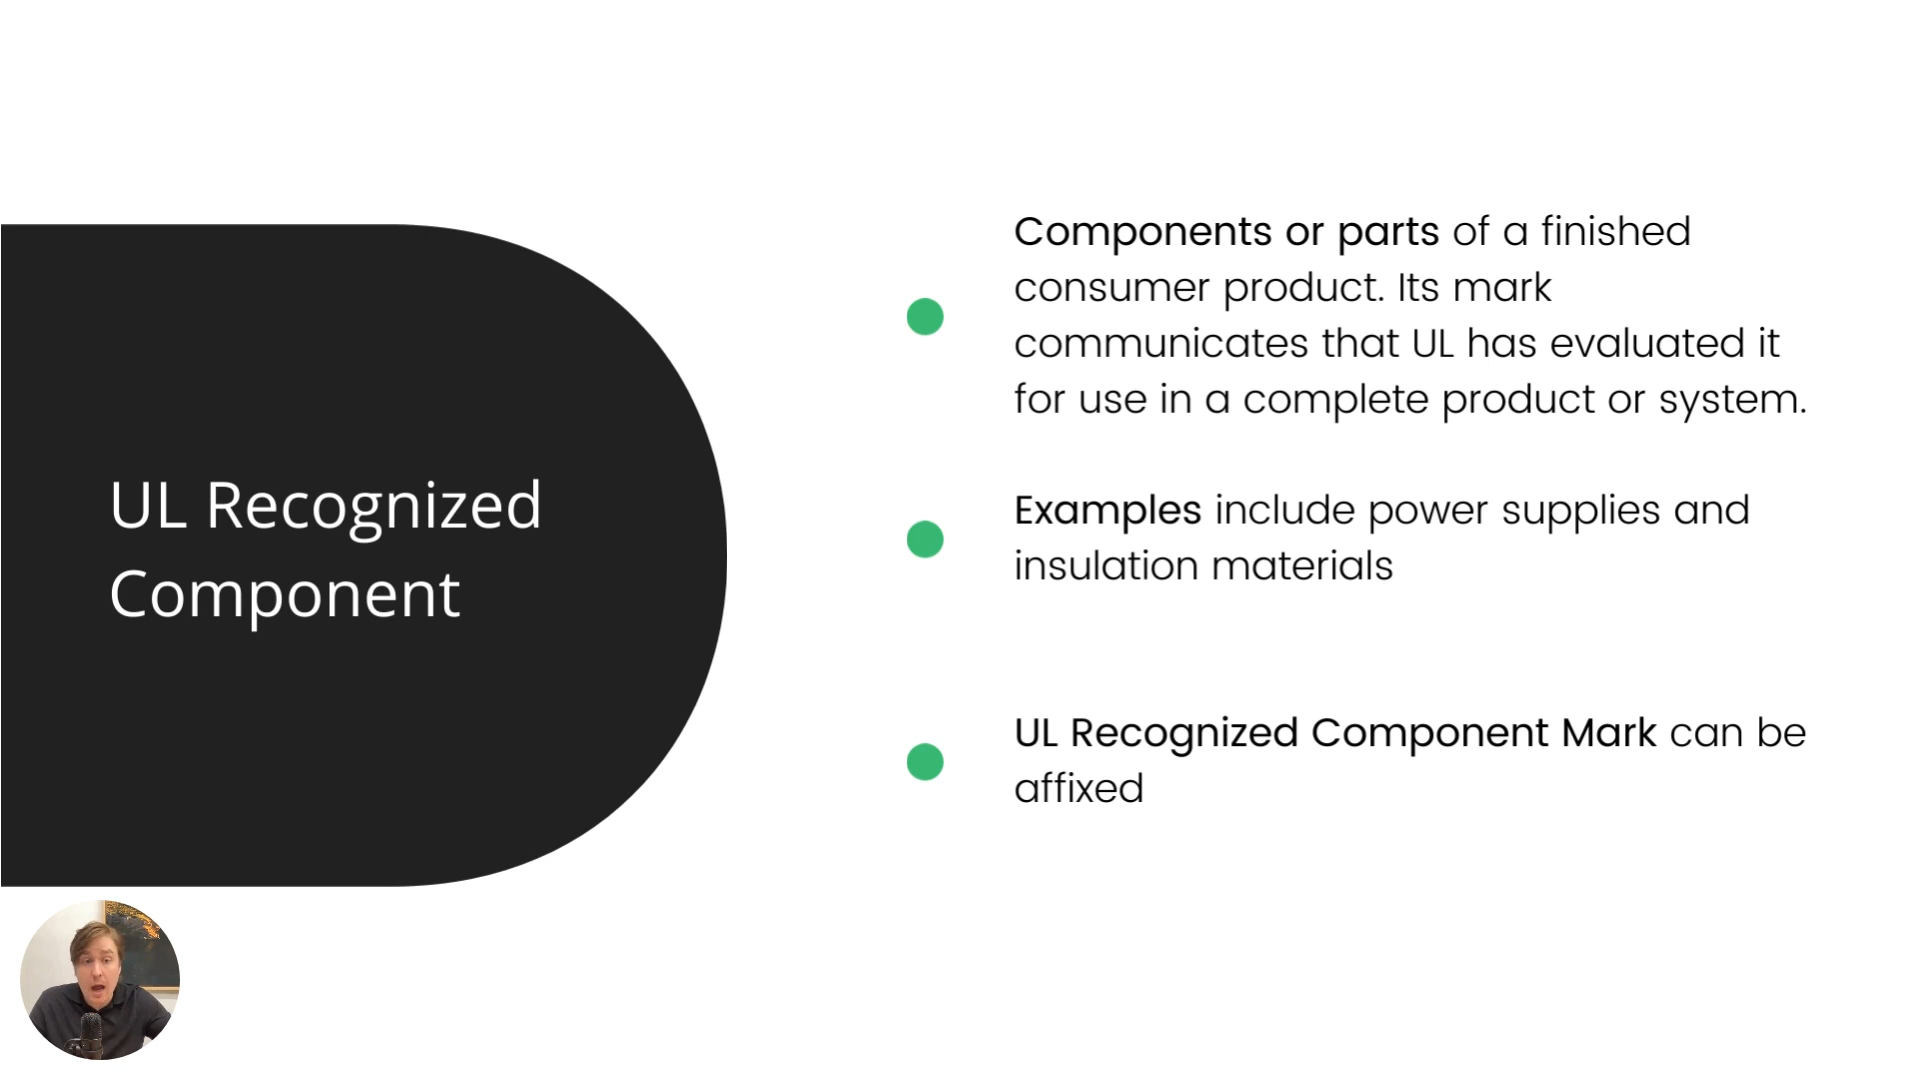 UL Recognized
Component
Components or parts of a finished
consumer product. Its mark
communicates that UL has evaluated it
for use in a complete product or system.
Examples include power supplies and
insulation materials
UL Recognized Component Mark can be
affixed